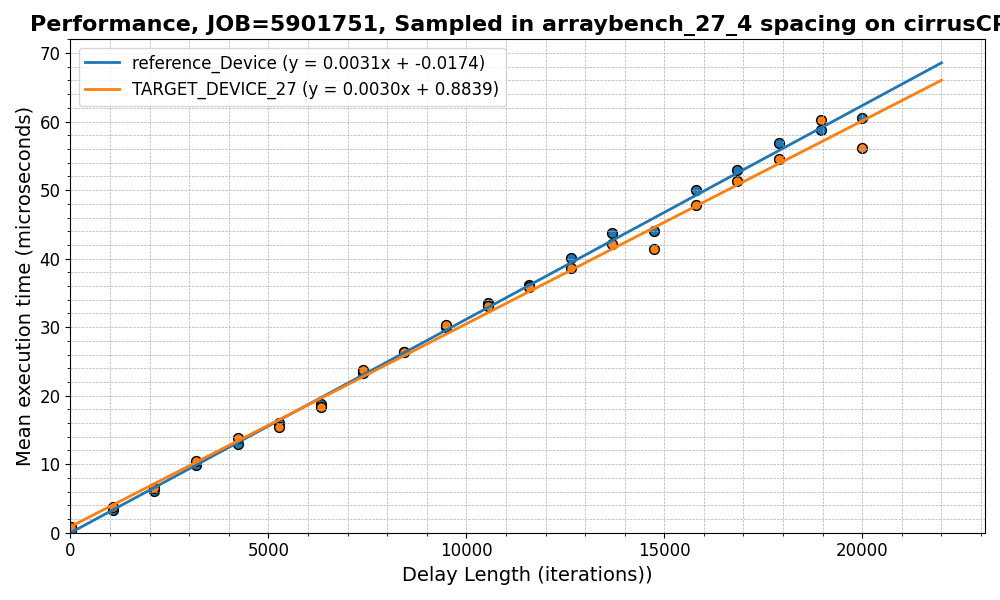 Performance, JOB=5901751, Sampled in arraybench_27_4 spacing on cirrusCP
reference_Device (y = 0.0031x + -0.0174)
TARGET_DEVICE_27 (y = 0.0030x + 0.8839)
Mean execution time (microseconds)
70
60
50
40
30
20
10
0
0 5000 10000 15000 20000
Delay Length (iterations))